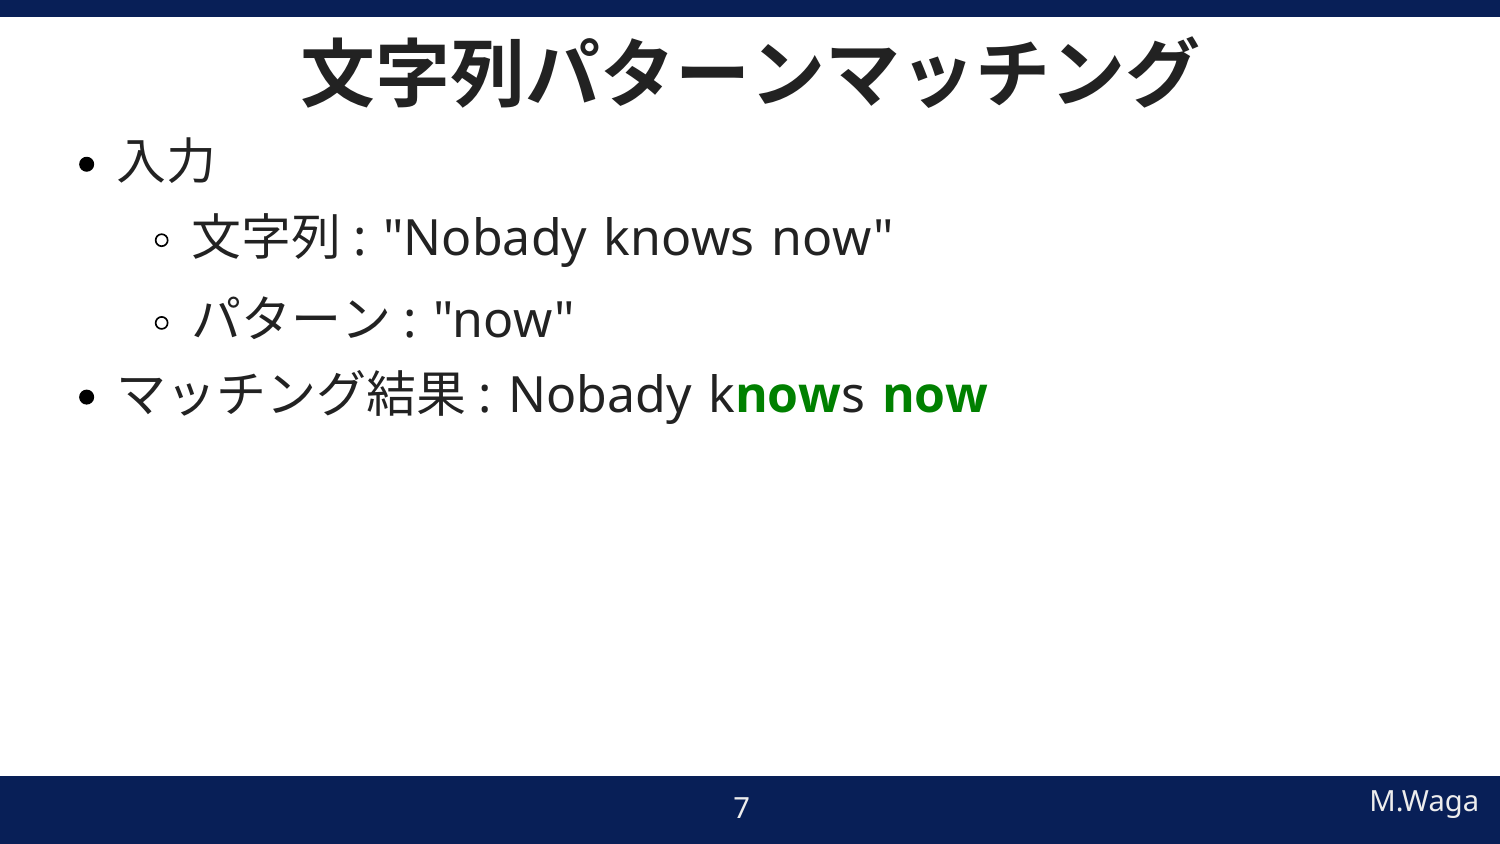 文字列パターンマッチング
• 入力
◦ 文字列 : "Nobady knows now"
◦ パターン : "now"
• マッチング結果 : Nobady knows now
7
M.Waga